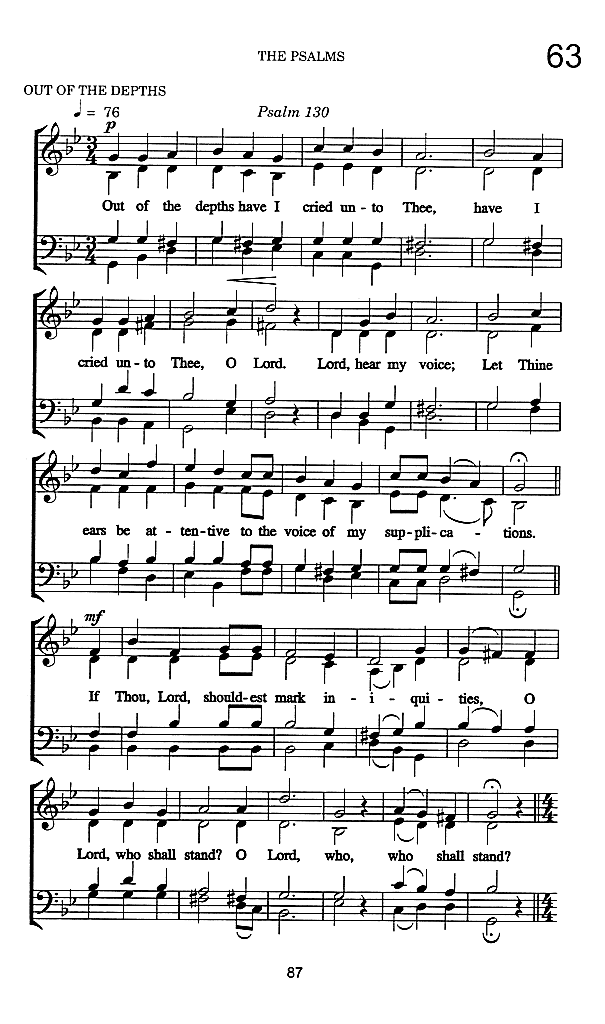 THE PSALMS
63
OUT OF THE DEPTHS
♩ = 76
Psalm 130
p
Out of the depths have I cried un - to Thee, have I
cried un - to Thee, O Lord. Lord, hear my voice; Let Thine
ears be at - ten - tive to the voice of my sup - pli - ca - tions.
mf
If Thou, Lord, should - est mark in - i - qui - ties, O
Lord, who shall stand? O Lord, who, who shall stand?
87